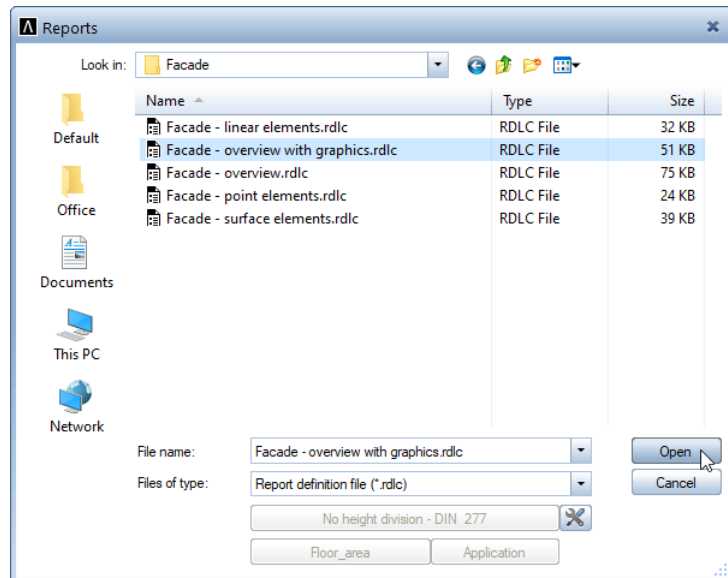 Reports
Look in: Facade
Name Type Size
Facade - linear elements.rdlc RDLC File 32 KB
Facade - overview with graphics.rdlc RDLC File 51 KB
Facade - overview.rdlc RDLC File 75 KB
Facade - point elements.rdlc RDLC File 24 KB
Facade - surface elements.rdlc RDLC File 39 KB
Default
Office
Documents
This PC
Network
File name: Facade - overview with graphics.rdlc Open
Files of type: Report definition file (*.rdlc) Cancel
No height division - DIN 277
Floor_area Application